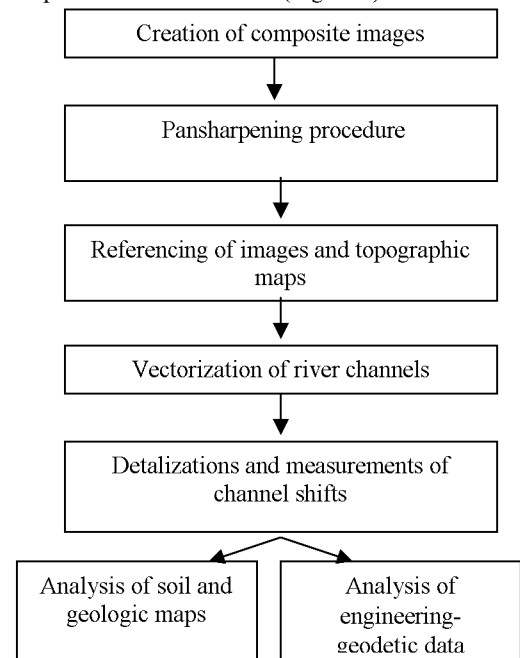 Creation of composite images
Pansharpening procedure
Referencing of images and topographic
maps
Vectorization of river channels
Detalizations and measurements of
channel shifts
Analysis of soil and
geologic maps
Analysis of
engineering-
geodetic data